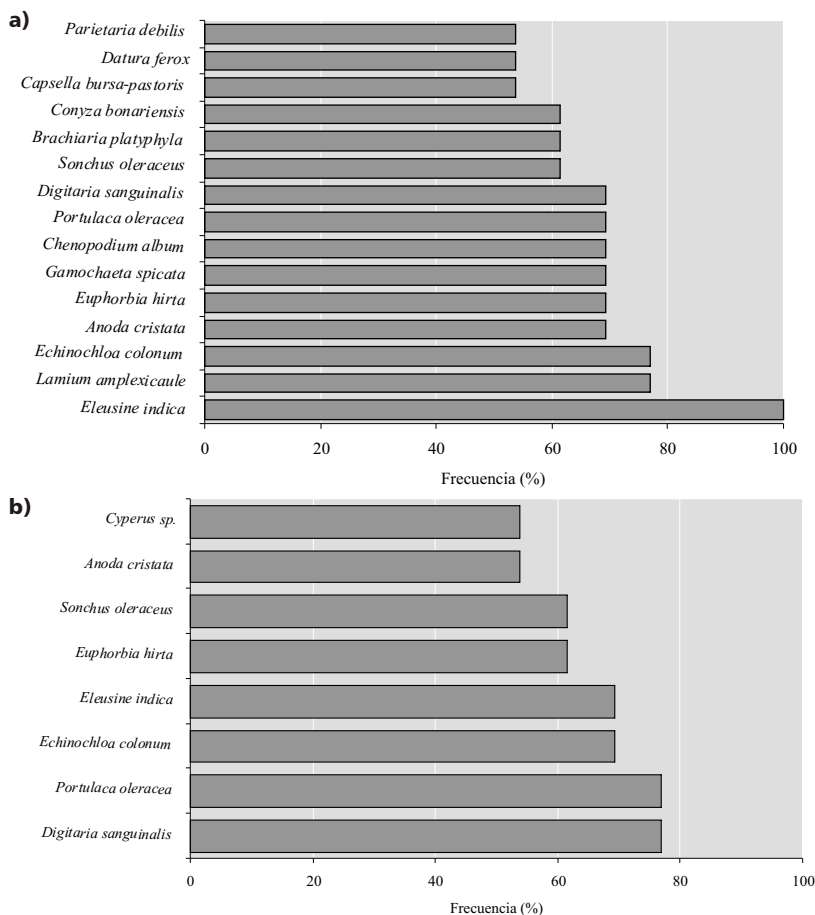 a)
Parietaria debilis
Datura ferox
Capsella bursa-pastoris
Conyza bonariensis
Brachiaria platyphyla
Sonchus oleraceus
Digitaria sanguinalis
Portulaca oleracea
Chenopodium album
Gamochaeta spicata
Euphorbia hirta
Anoda cristata
Echinochloa colonum
Lamium amplexicaule
Eleusine indica
0 20 40 60 80 100
Frecuencia (%)
b)
Cyperus sp.
Anoda cristata
Sonchus oleraceus
Euphorbia hirta
Eleusine indica
Echinochloa colonum
Portulaca oleracea
Digitaria sanguinalis
0 20 40 60 80 100
Frecuencia (%)